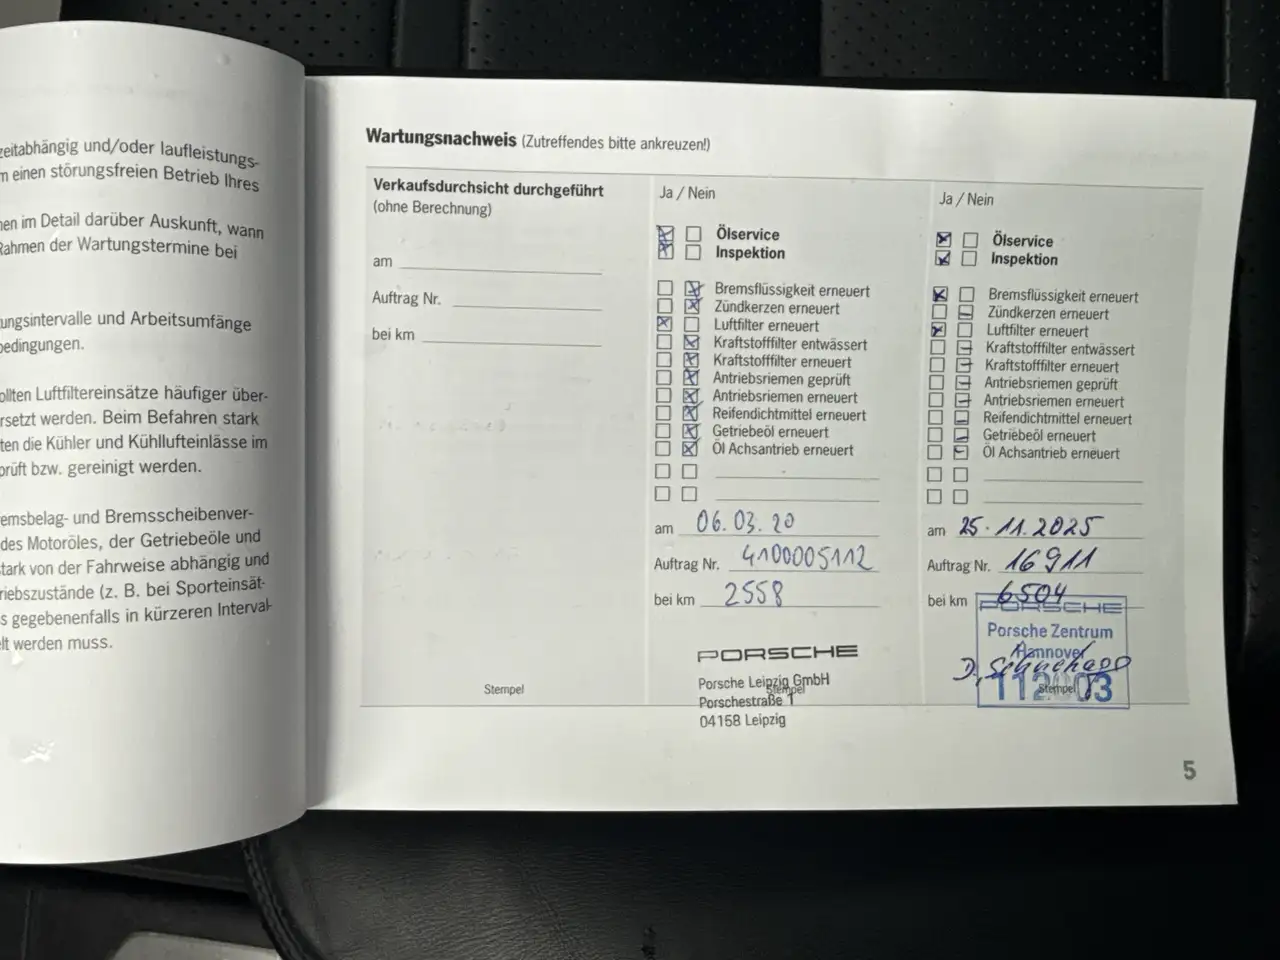 zeitabhängig und/oder laufleistungs-
einen störungsfreien Betrieb Ihres
im Detail darüber Auskunft, wann
Rahmen der Wartungstermine bei
ungsintervalle und Arbeitsumfänge
bedingungen.
ollten Luftfiltereinsätze häufiger über-
ersetzt werden. Beim Befahren stark
ten die Kühler und Kühllufteinlässe im
prüft bzw. gereinigt werden.
emsbelag- und Bremsscheibenver-
des Motoröles, der Getriebeöle und
stark von der Fahrweise abhängig und
riebszustände (z. B. bei Sporteinsät-
s gegebenenfalls in kürzeren Interval-
lt werden muss.
Wartungsnachweis (Zutreffendes bitte ankreuzen!)
Verkaufsdurchsicht durchgeführt
(ohne Berechnung)
am
Auftrag Nr.
bei km
Stempel
Ja / Nein
Ölservice
Inspektion
Bremsflüssigkeit erneuert
Zündkerzen erneuert
Luftfilter erneuert
Kraftstofffilter entwässert
Kraftstofffilter erneuert
Antriebsriemen geprüft
Antriebsriemen erneuert
Reifendichtmittel erneuert
Getriebeöl erneuert
Öl Achsantrieb erneuert
am 06.03.20
Auftrag Nr. 4100005112
bei km 2558
PORSCHE
Porsche Leipzig GmbH
Stempel
Porschestraße 1
04158 Leipzig
Ja / Nein
Ölservice
Inspektion
Bremsflüssigkeit erneuert
Zündkerzen erneuert
Luftfilter erneuert
Kraftstofffilter entwässert
Kraftstofffilter erneuert
Antriebsriemen geprüft
Antriebsriemen erneuert
Reifendichtmittel erneuert
Getriebeöl erneuert
Öl Achsantrieb erneuert
am 25.11.2025
Auftrag Nr. 16911
bei km 6504
PORSCHE
Porsche Zentrum
Hannover
Stempel
5